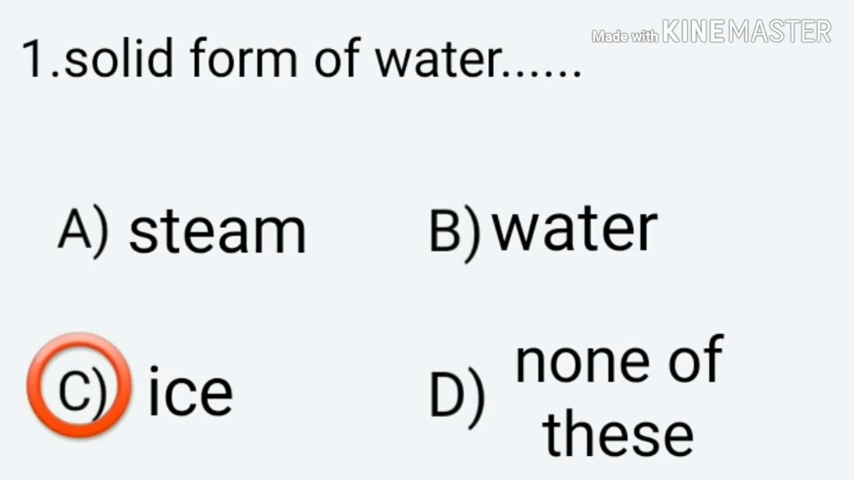 Made with KINEMASTER
1.solid form of water......
A) steam
B) water
C) ice
D) none of
these